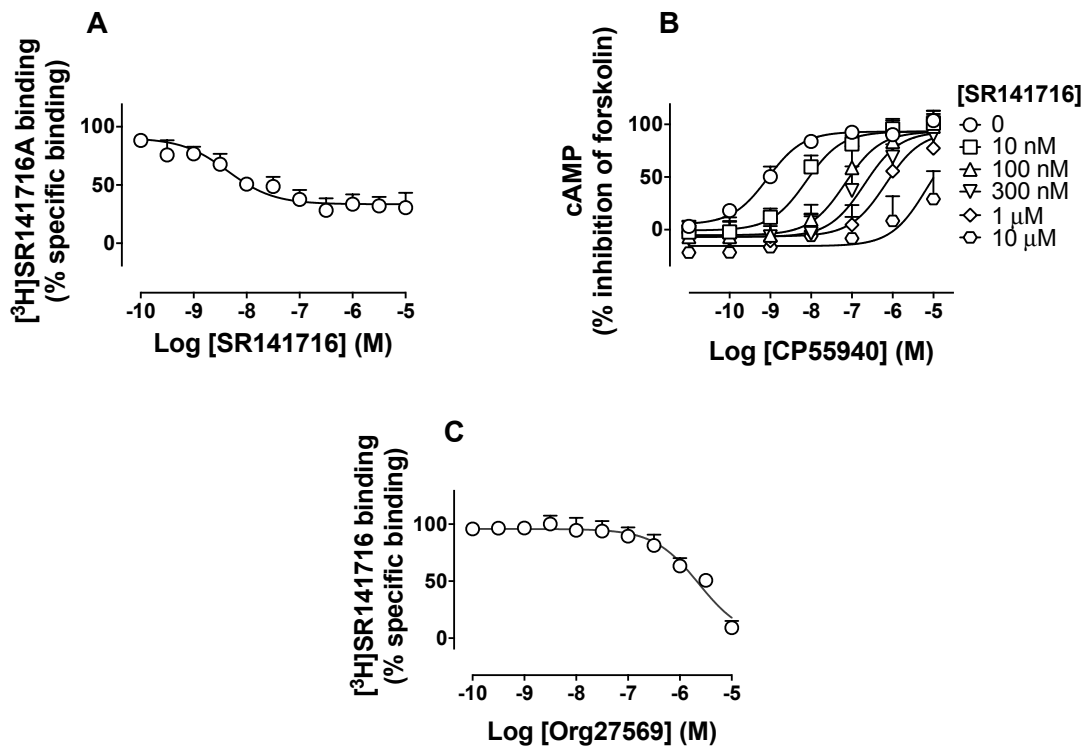 A
[³H]SR141716A binding
(% specific binding)
100
50
0
-10 -9 -8 -7 -6 -5
Log [SR141716] (M)
B
cAMP
(% inhibition of forskolin)
100
50
0
-10 -9 -8 -7 -6 -5
Log [CP55940] (M)
[SR141716]
0
10 nM
100 nM
300 nM
1 μM
10 μM
C
[³H]SR141716 binding
(% specific binding)
100
50
0
-10 -9 -8 -7 -6 -5
Log [Org27569] (M)